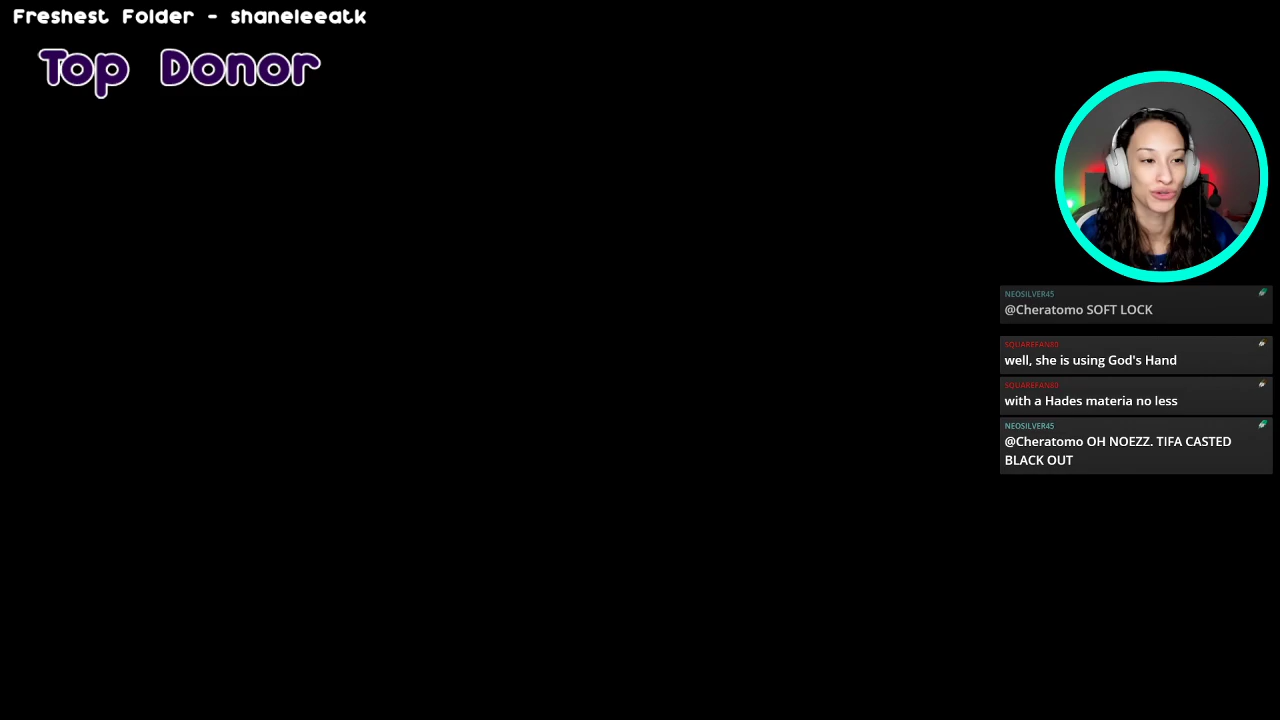 Freshest Folder - shaneleeatk
Top Donor
NEOSILVER45
@Cheratomo SOFT LOCK
SQUAREFAN80
well, she is using God's Hand
SQUAREFAN80
with a Hades materia no less
NEOSILVER45
@Cheratomo OH NOEZZ. TIFA CASTED
BLACK OUT